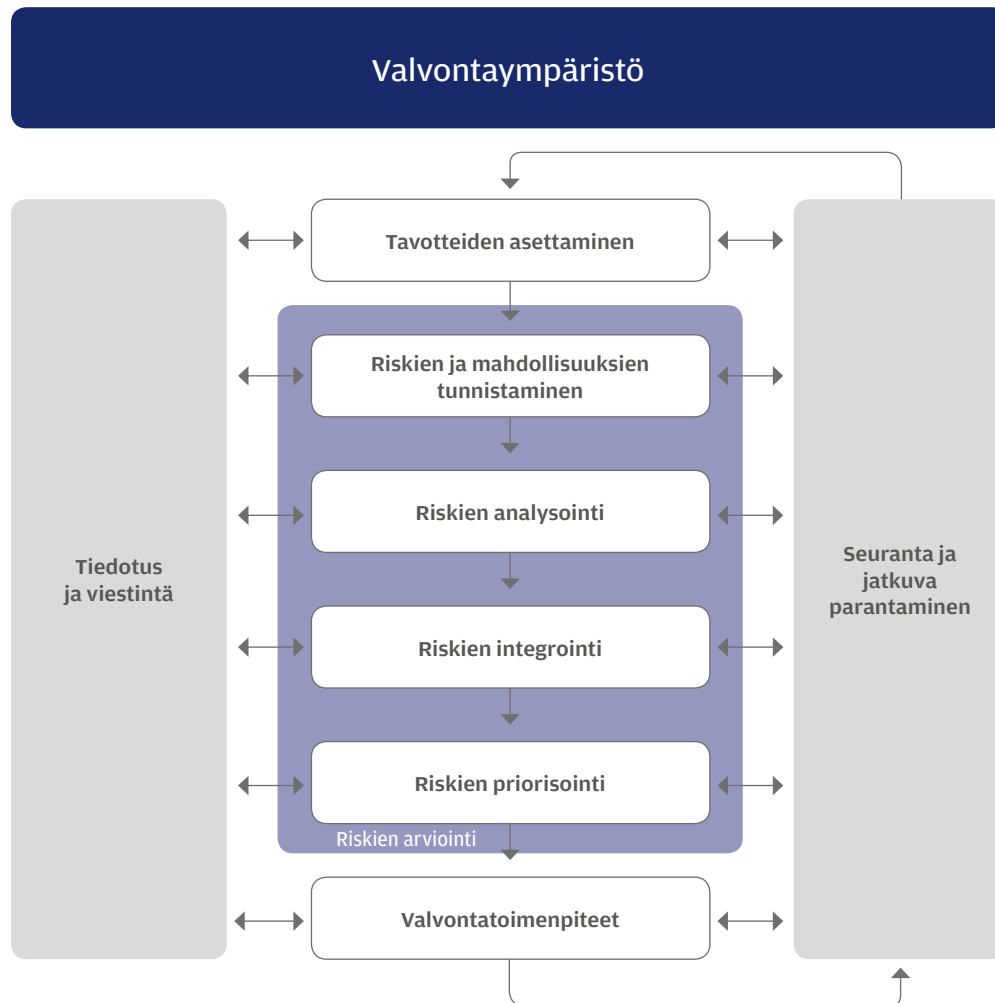 Valvontaympäristö
Tavotteiden asettaminen
Riskien ja mahdollisuuksien
tunnistaminen
Riskien analysointi
Tiedotus
ja viestintä
Seuranta ja
jatkuva
parantaminen
Riskien integrointi
Riskien priorisointi
Riskien arviointi
Valvontatoimenpiteet